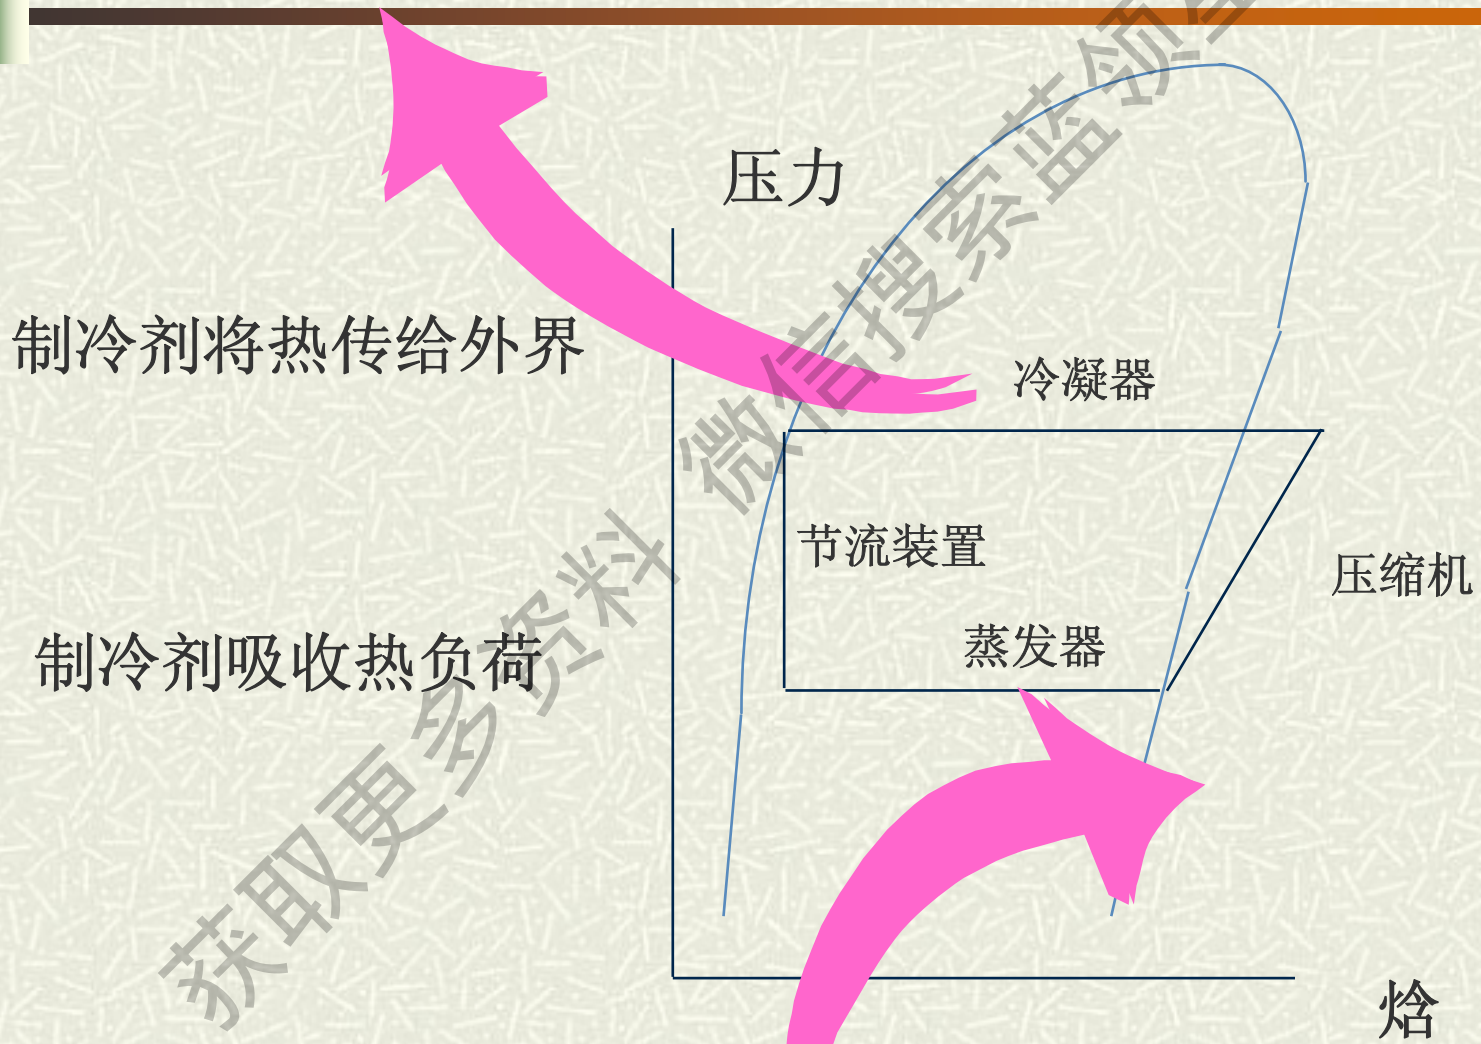 压力
制冷剂将热传给外界
冷凝器
节流装置
压缩机
蒸发器
制冷剂吸收热负荷
焓
获取更多资料 微信搜索蓝领